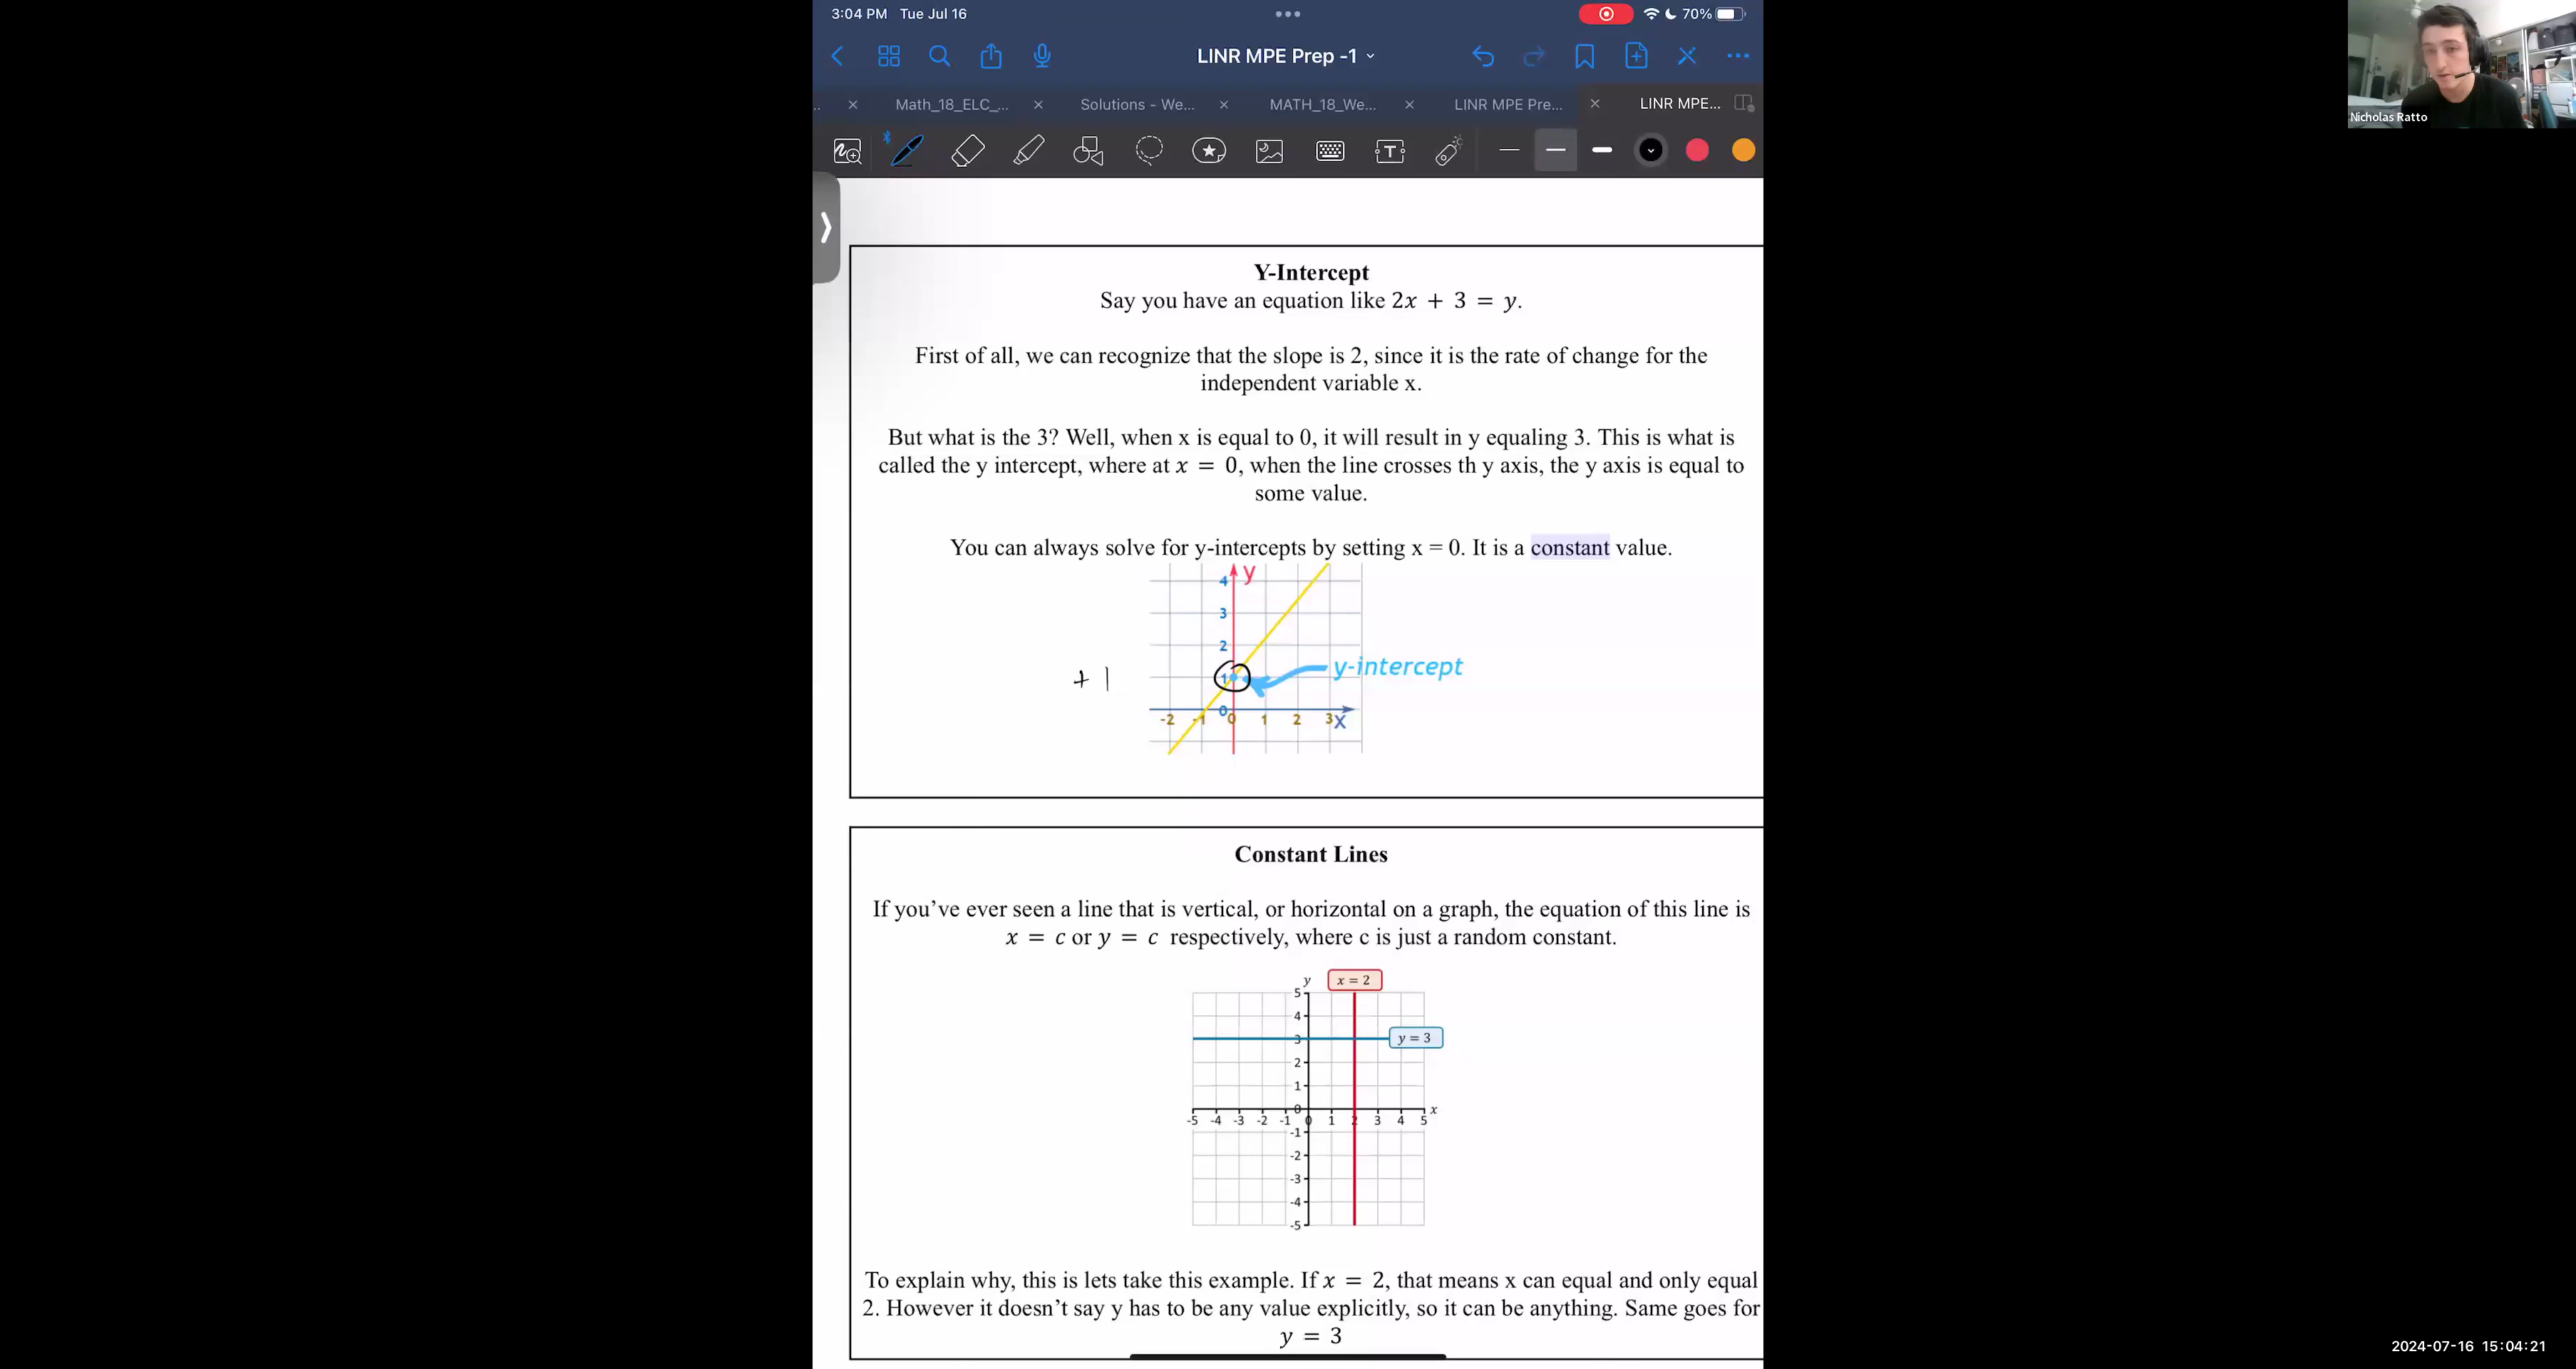 3:04 PM Tue Jul 16
70%
LINR MPE Prep -1
Math_18_ELC_...
Solutions - We...
MATH_18_We...
LINR MPE Pre...
LINR MPE...
Nicholas Ratto
Y-Intercept
Say you have an equation like 2x + 3 = y.
First of all, we can recognize that the slope is 2, since it is the rate of change for the
independent variable x.
But what is the 3? Well, when x is equal to 0, it will result in y equaling 3. This is what is
called the y intercept, where at x = 0, when the line crosses th y axis, the y axis is equal to
some value.
You can always solve for y-intercepts by setting x = 0. It is a constant value.
4 y
3
2
y-intercept
+ 1
1
0
-2 -1 0 1 2 3 X
Constant Lines
If you've ever seen a line that is vertical, or horizontal on a graph, the equation of this line is
x = c or y = c respectively, where c is just a random constant.
y x = 2
5
4
3 y = 3
2
1
0 x
-5 -4 -3 -2 -1 0 1 2 3 4 5
-1
-2
-3
-4
-5
To explain why, this is lets take this example. If x = 2, that means x can equal and only equal
2. However it doesn't say y has to be any value explicitly, so it can be anything. Same goes for
y = 3
2024-07-16 15:04:21